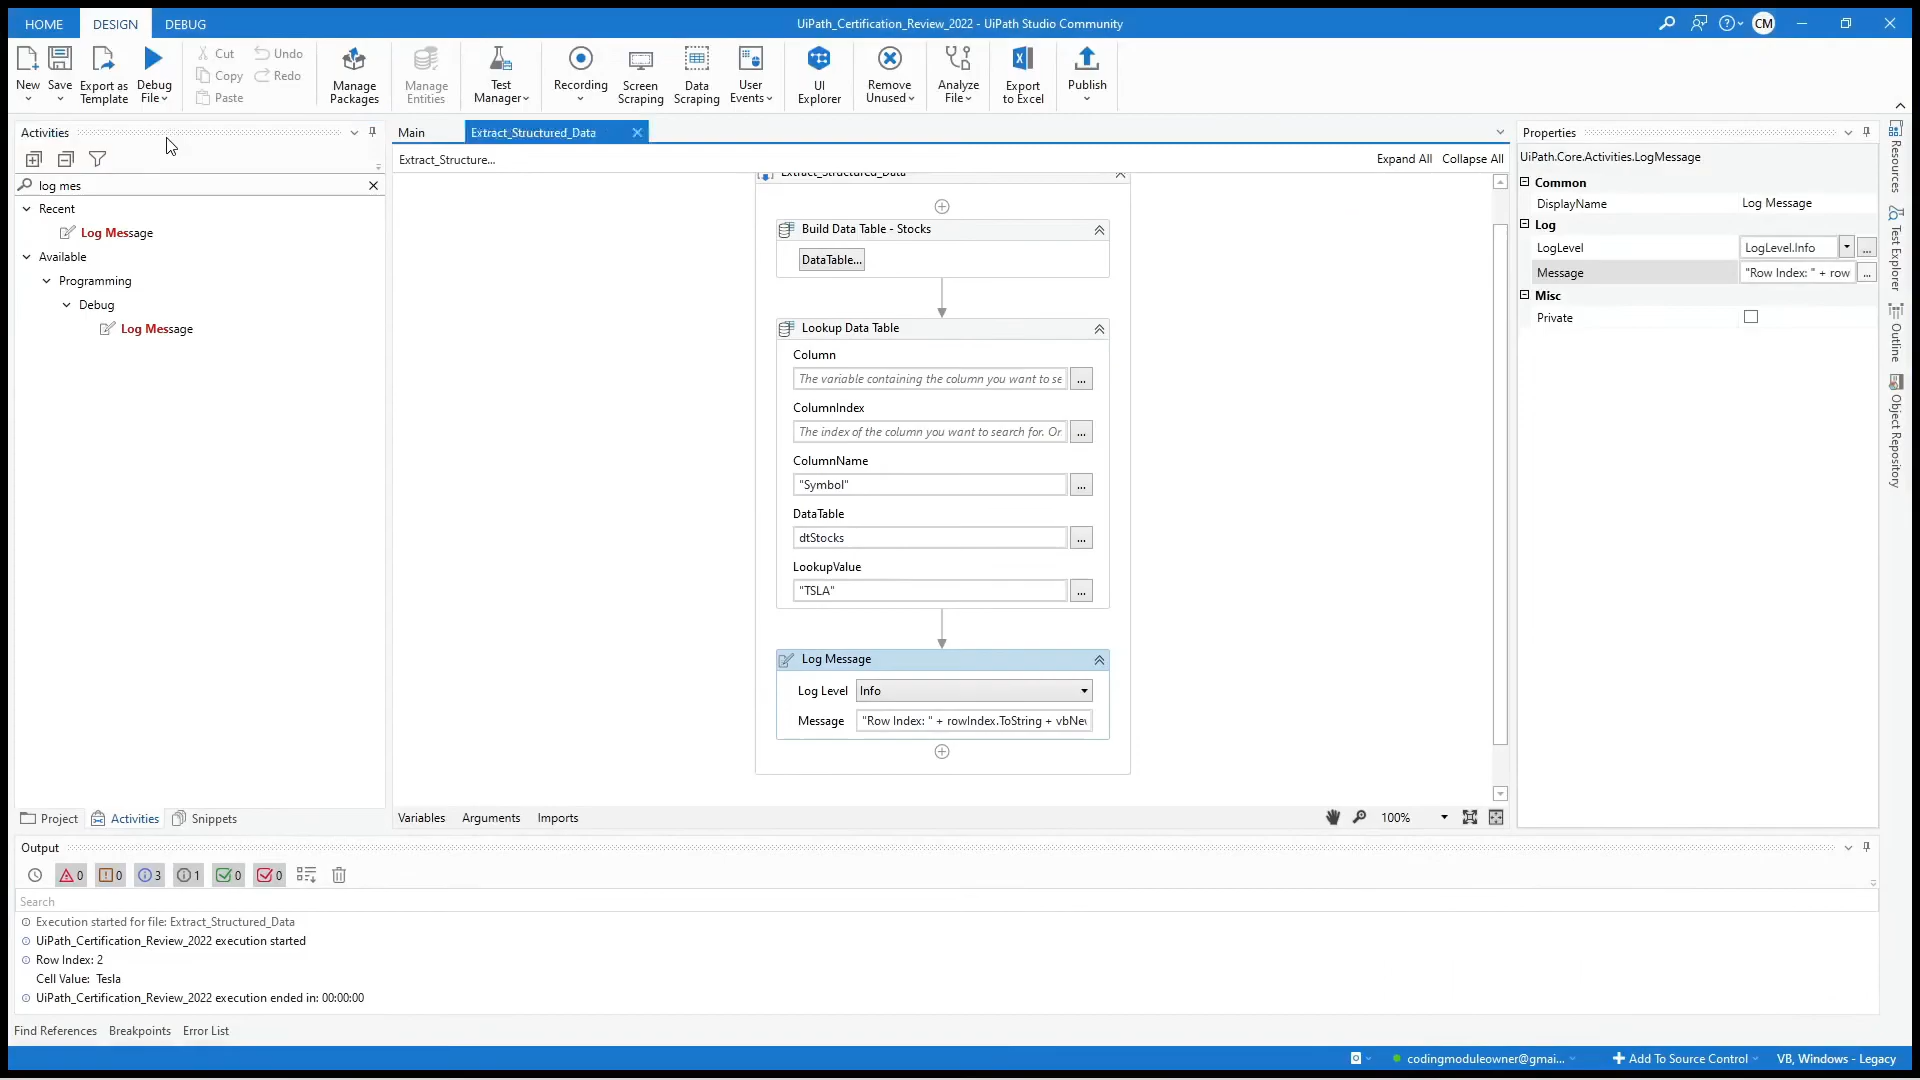 HOME DESIGN DEBUG UiPath_Certification_Review_2022 - UiPath Studio Community CM
Cut Undo
Copy Redo
Paste
New Save Export as Template Debug File Manage Packages Manage Entities Test Manager Recording Screen Scraping Data Scraping User Events UI Explorer Remove Unused Analyze File Export to Excel Publish
Activities
log mes
Recent
Log Message
Available
Programming
Debug
Log Message
Project Activities Snippets
Main Extract_Structured_Data
Extract_Structure... Expand All Collapse All
Extract_Structured_Data
Build Data Table - Stocks
DataTable...
Lookup Data Table
Column
The variable containing the column you want to se
...
ColumnIndex
The index of the column you want to search for. Or
...
ColumnName
"Symbol"
...
DataTable
dtStocks
...
LookupValue
"TSLA"
...
Log Message
Log Level Info
Message "Row Index: " + rowIndex.ToString + vbNe
Variables Arguments Imports 100%
Properties
UiPath.Core.Activities.LogMessage
Common
DisplayName Log Message
Log
LogLevel LogLevel.Info ...
Message "Row Index: " + row ...
Misc
Private
Resources
Test Explorer
Outline
Object Repository
Output
0 0 3 1 0 0
Search
Execution started for file: Extract_Structured_Data
UiPath_Certification_Review_2022 execution started
Row Index: 2
Cell Value: Tesla
UiPath_Certification_Review_2022 execution ended in: 00:00:00
Find References Breakpoints Error List
codingmoduleowner@gmai... Add To Source Control VB, Windows - Legacy